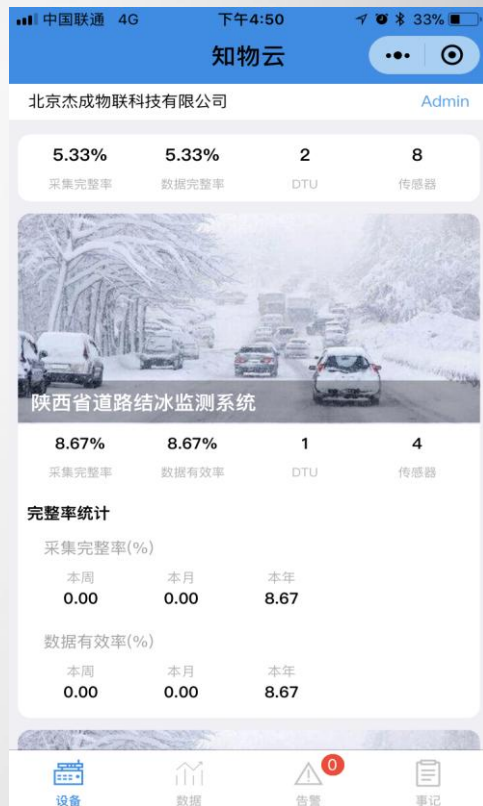 中国联通 4G 下午4:50 33%
知物云
北京杰成物联科技有限公司 Admin
5.33% 5.33% 2 8
采集完整率 数据完整率 DTU 传感器
陕西省道路结冰监测系统
8.67% 8.67% 1 4
采集完整率 数据有效率 DTU 传感器
完整率统计
采集完整率(%)
本周 本月 本年
0.00 0.00 8.67
数据有效率(%)
本周 本月 本年
0.00 0.00 8.67
0
设备 数据 告警 事记